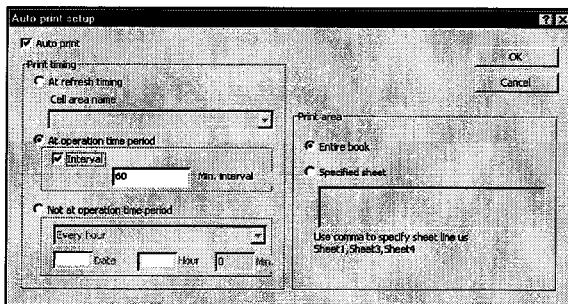 Auto print setup
Auto print
OK
Cancel
Print timing
At refresh timing
Cell area name
At operation time period
Interval
60 Min. interval
Not at operation time period
Every hour
Date Hour 0 Min.
Print area
Entire book
Specified sheet
Use comma to specify sheet line us
Sheet1,Sheet3,Sheet4